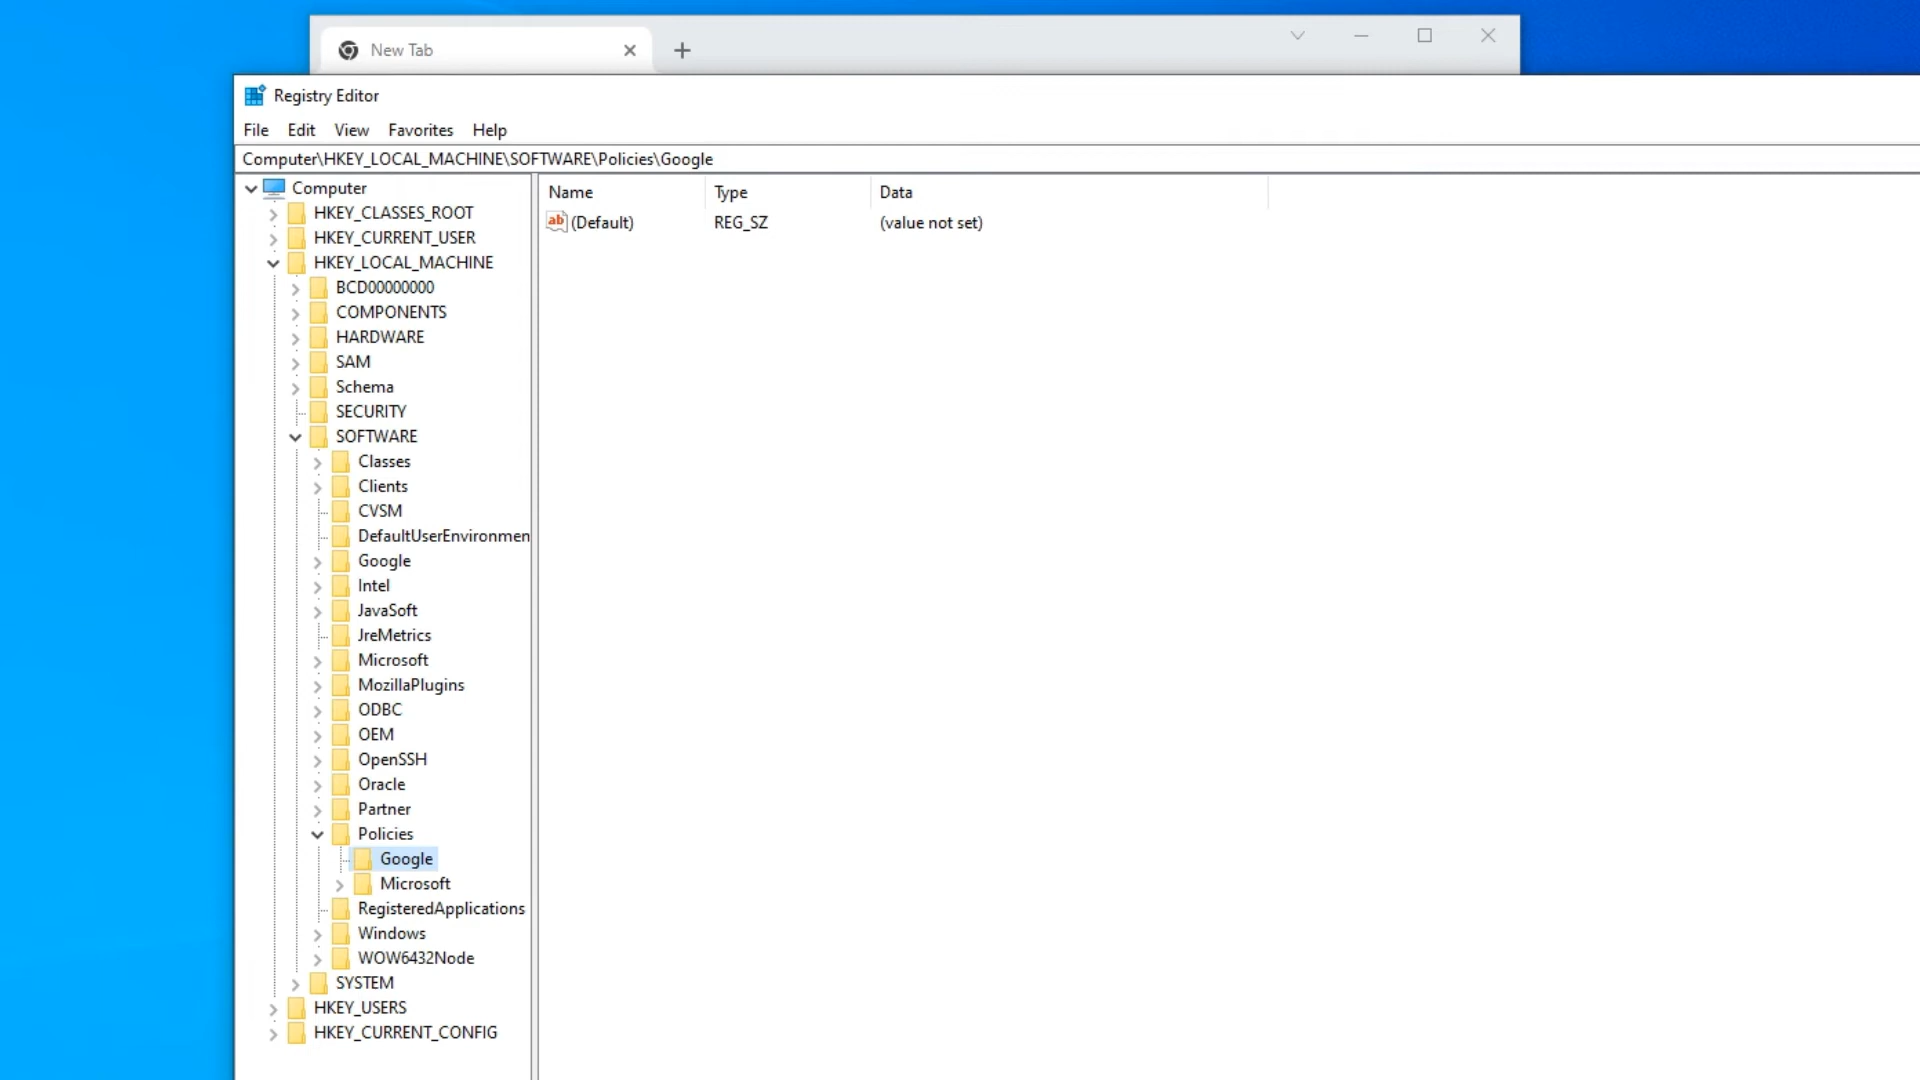 New Tab
Registry Editor
File Edit View Favorites Help
Computer\HKEY_LOCAL_MACHINE\SOFTWARE\Policies\Google
Computer
HKEY_CLASSES_ROOT
HKEY_CURRENT_USER
HKEY_LOCAL_MACHINE
BCD00000000
COMPONENTS
HARDWARE
SAM
Schema
SECURITY
SOFTWARE
Classes
Clients
CVSM
DefaultUserEnvironmen
Google
Intel
JavaSoft
JreMetrics
Microsoft
MozillaPlugins
ODBC
OEM
OpenSSH
Oracle
Partner
Policies
Google
Microsoft
RegisteredApplications
Windows
WOW6432Node
SYSTEM
HKEY_USERS
HKEY_CURRENT_CONFIG
Name Type Data
ab (Default) REG_SZ (value not set)